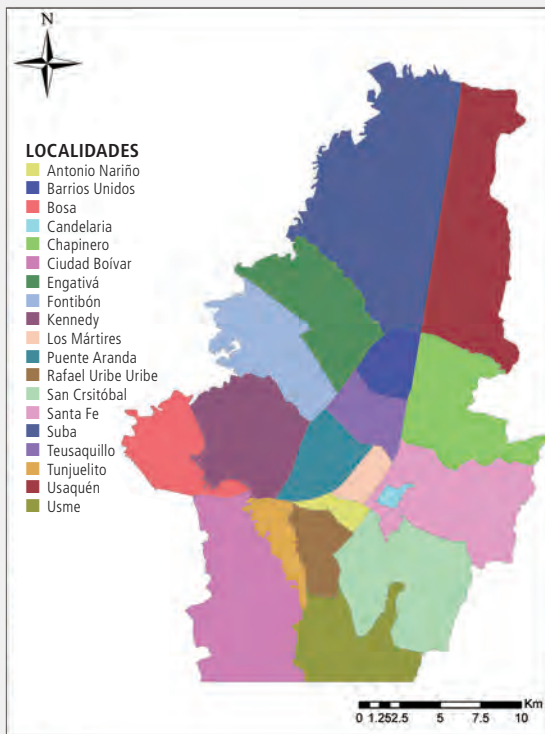 N
LOCALIDADES
Antonio Nariño
Barrios Unidos
Bosa
Candelaria
Chapinero
Ciudad Boívar
Engativá
Fontibón
Kennedy
Los Mártires
Puente Aranda
Rafael Uribe Uribe
San Crsitóbal
Santa Fe
Suba
Teusaquillo
Tunjuelito
Usaquén
Usme
Km
0 1.252.5 5 7.5 10